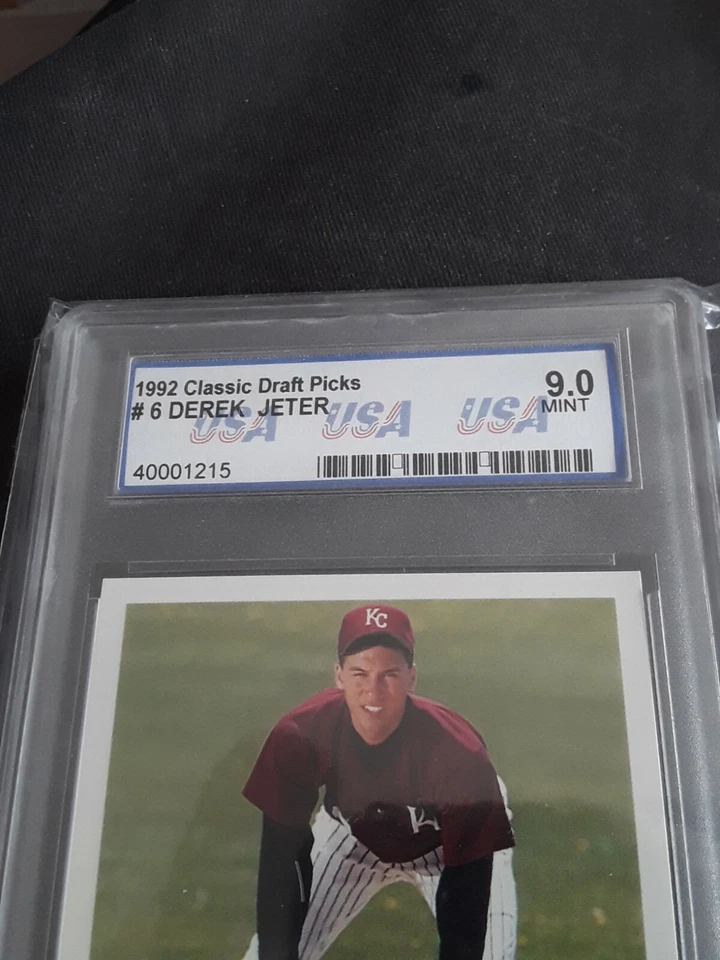 1992 Classic Draft Picks
9.0
# 6 DEREK JETER
MINT
USA USA USA
40001215
KC
K